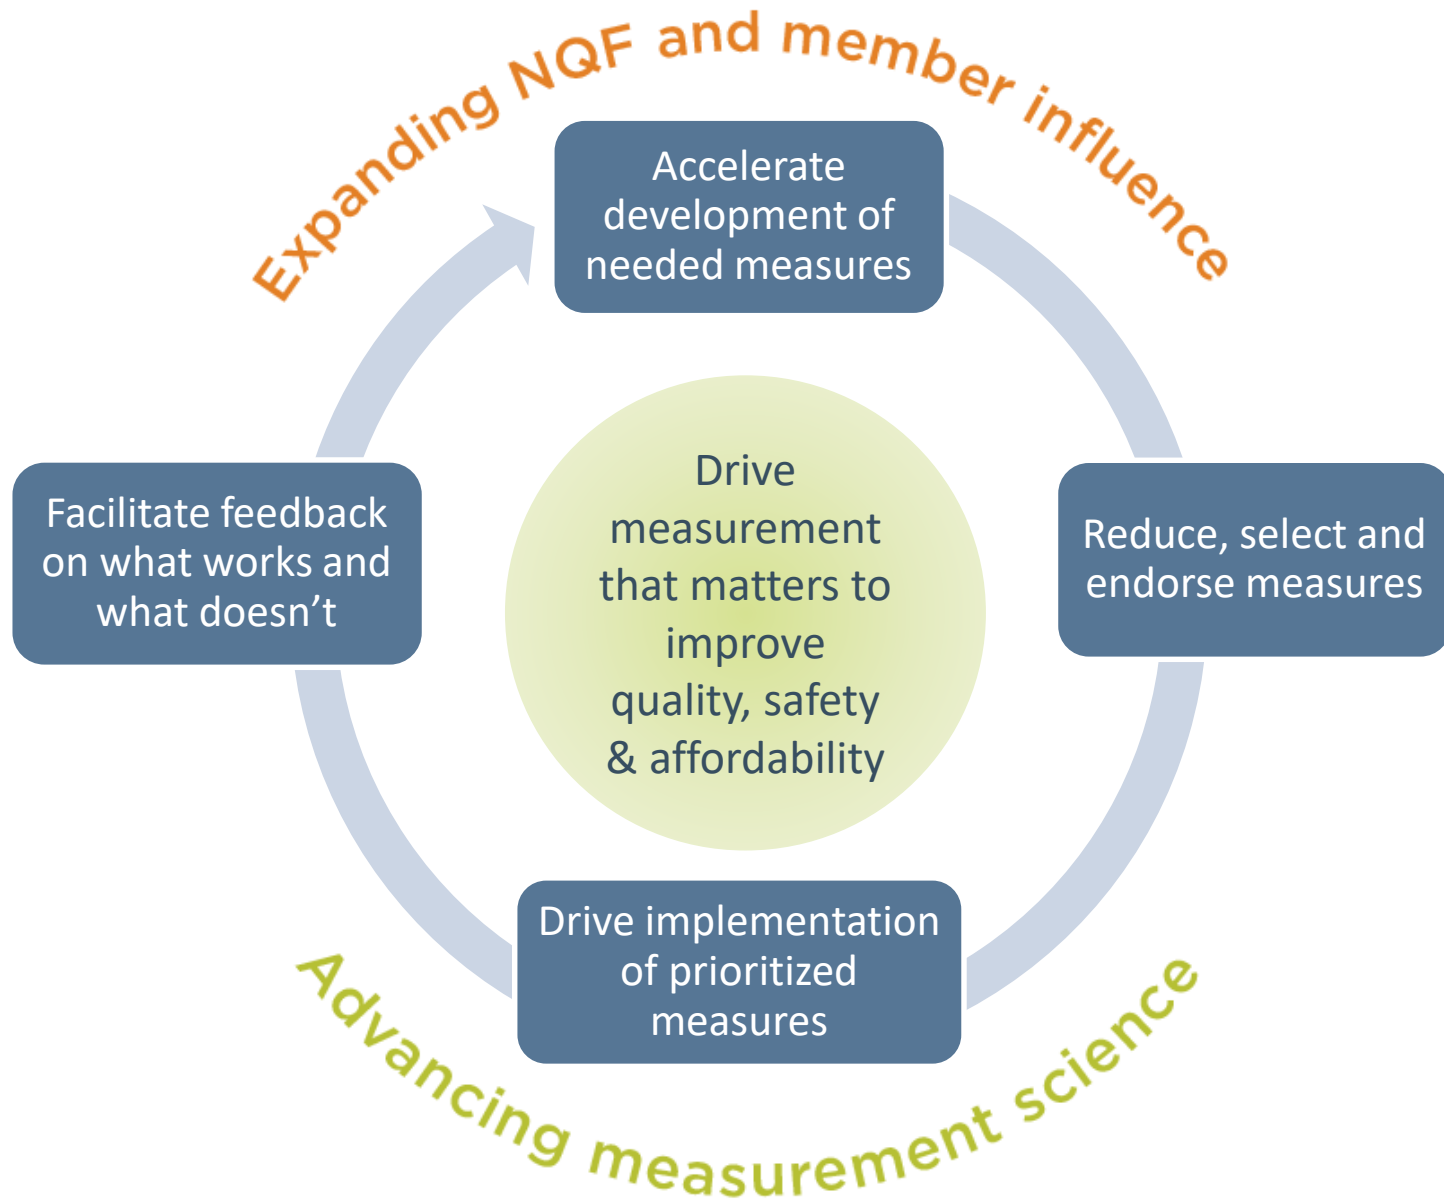 Expanding NQF and member influence
Accelerate
development of
needed measures
Facilitate feedback
on what works and
what doesn’t
Drive
measurement
that matters to
improve
quality, safety
& affordability
Reduce, select and
endorse measures
Drive implementation
of prioritized
measures
Advancing measurement science